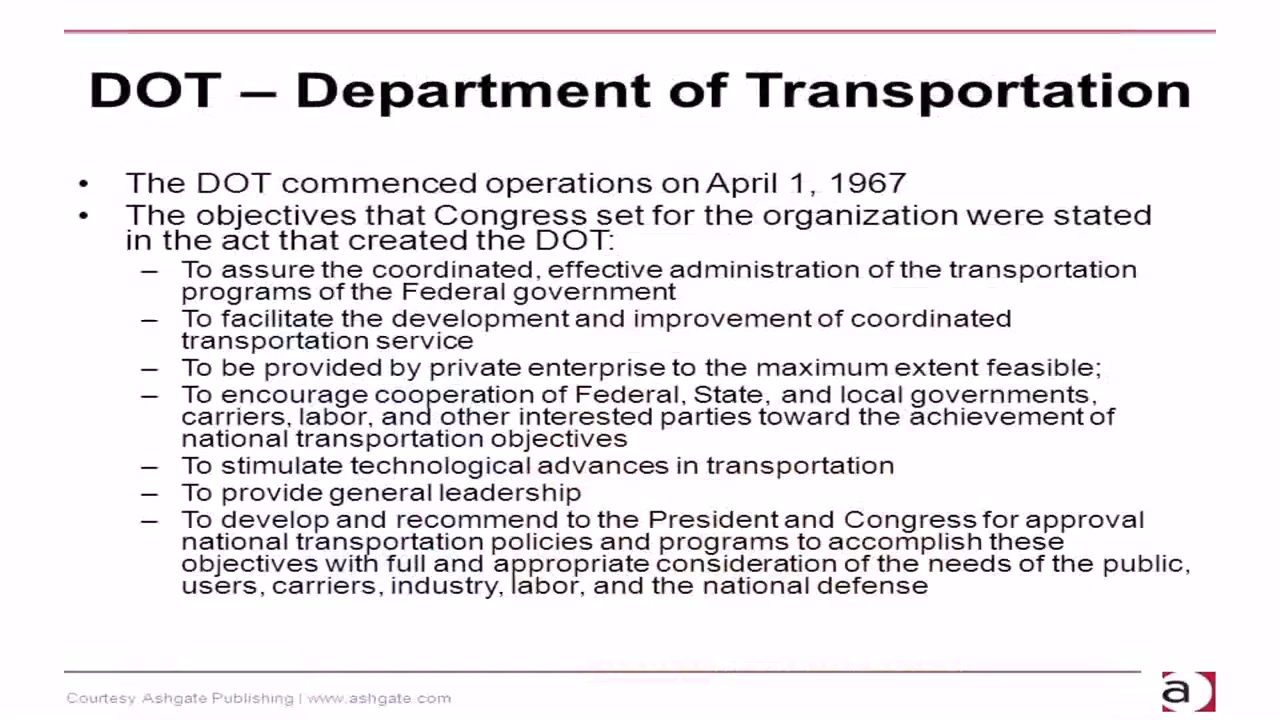 DOT – Department of Transportation
• The DOT commenced operations on April 1, 1967
• The objectives that Congress set for the organization were stated
in the act that created the DOT:
– To assure the coordinated, effective administration of the transportation
programs of the Federal government
– To facilitate the development and improvement of coordinated
transportation service
– To be provided by private enterprise to the maximum extent feasible;
– To encourage cooperation of Federal, State, and local governments,
carriers, labor, and other interested parties toward the achievement of
national transportation objectives
– To stimulate technological advances in transportation
– To provide general leadership
– To develop and recommend to the President and Congress for approval
national transportation policies and programs to accomplish these
objectives with full and appropriate consideration of the needs of the public,
users, carriers, industry, labor, and the national defense
Courtesy Ashgate Publishing | www.ashgate.com
a